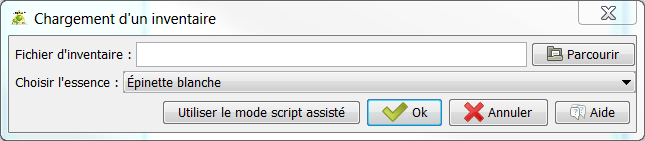 Chargement d'un inventaire
Fichier d'inventaire : Parcourir
Choisir l'essence : Épinette blanche
Utiliser le mode script assisté Ok Annuler Aide